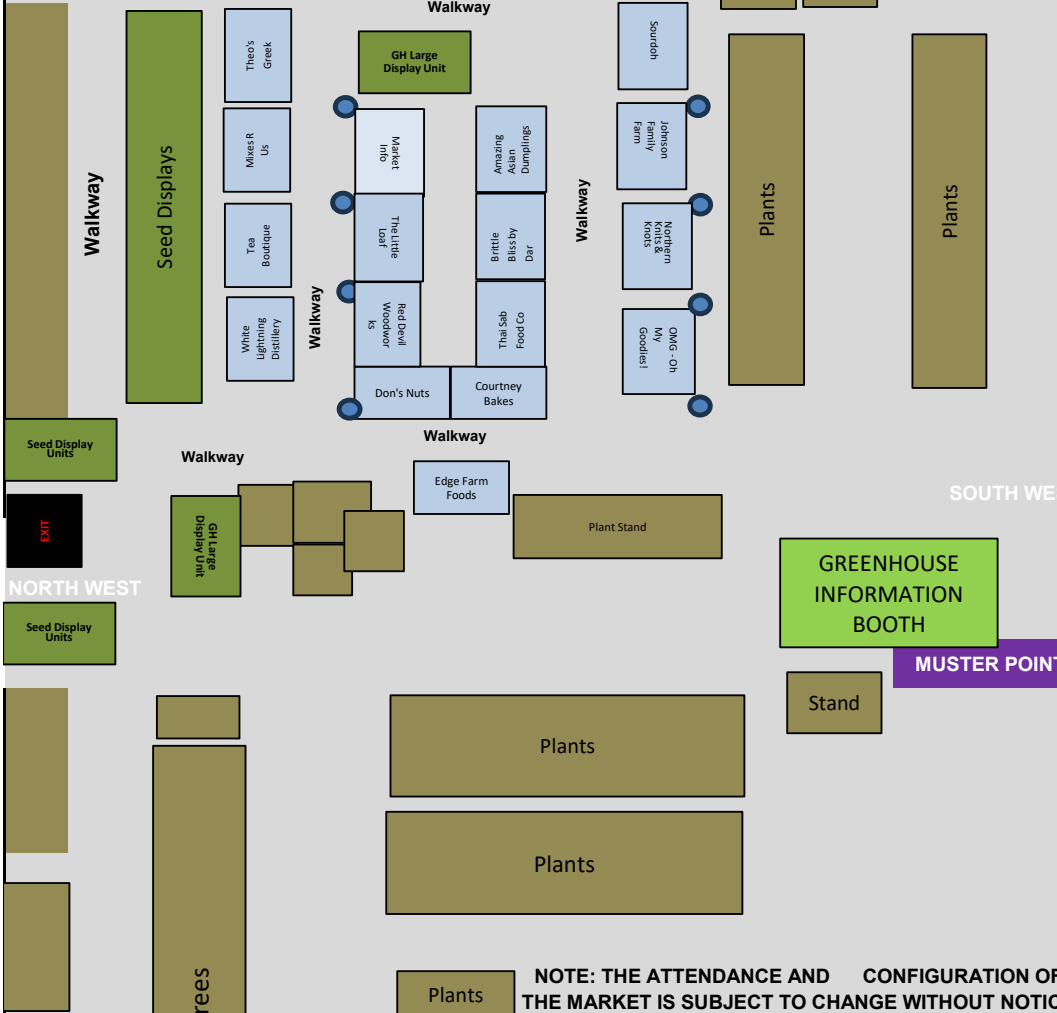 Walkway
Theo's
Greek
GH Large
Display Unit
Sourdoh
Mixes R
Us
Market
Info
Amazing
Asian
Dumplings
Johnson
Family
Farm
Walkway
Seed Displays
Tea
Boutique
The Little
Loaf
Brittle
Bliss by
Dar
Walkway
Northern
Knits &
Knots
Plants
Plants
White
Lightning
Distillery
Walkway
Red Devil
Woodwor
ks
Thai Sab
Food Co
OMG - Oh
My
Goodies!
Don's Nuts
Courtney
Bakes
Seed Display
Units
Walkway
Walkway
Edge Farm
Foods
SOUTH WE
EXIT
GH Large
Display Unit
Plant Stand
NORTH WEST
GREENHOUSE
INFORMATION
BOOTH
Seed Display
Units
MUSTER POINT
Stand
Plants
Plants
rees
Plants
NOTE: THE ATTENDANCE AND CONFIGURATION OF
THE MARKET IS SUBJECT TO CHANGE WITHOUT NOTIC